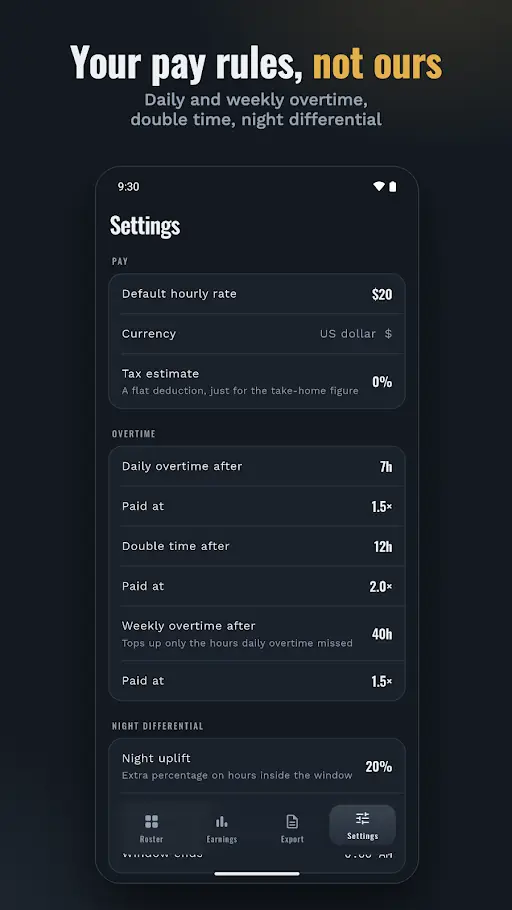 Your pay rules, not ours
Daily and weekly overtime,
double time, night differential
9:30
Settings
PAY
Default hourly rate $20
Currency US dollar $
Tax estimate
A flat deduction, just for the take-home figure 0%
OVERTIME
Daily overtime after 7h
Paid at 1.5×
Double time after 12h
Paid at 2.0×
Weekly overtime after
Tops up only the hours daily overtime missed 40h
Paid at 1.5×
NIGHT DIFFERENTIAL
Night uplift
Extra percentage on hours inside the window 20%
Roster Earnings Export Settings
Window ends